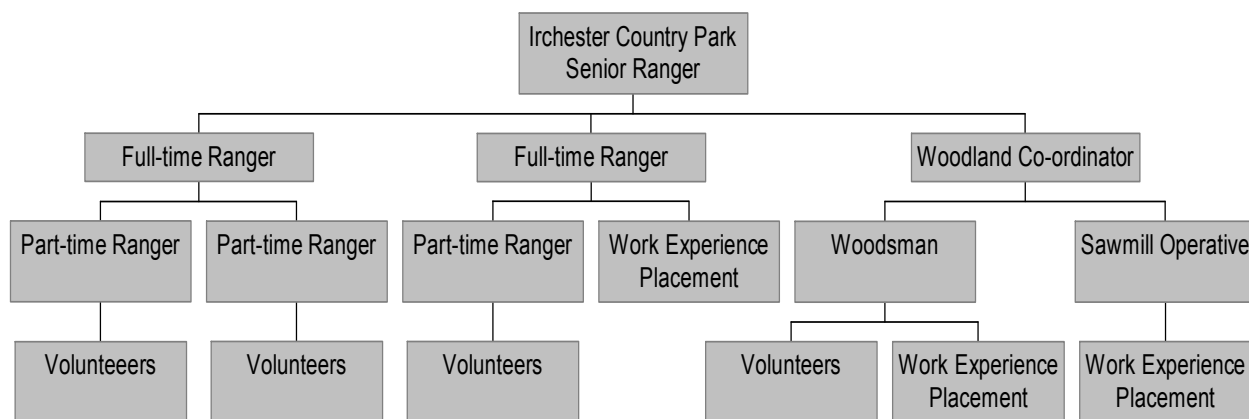 Irchester Country Park
Senior Ranger
Full-time Ranger
Full-time Ranger
Woodland Co-ordinator
Part-time Ranger
Part-time Ranger
Part-time Ranger
Work Experience
Placement
Woodsman
Sawmill Operative
Volunteeers
Volunteers
Volunteers
Volunteers
Work Experience
Placement
Work Experience
Placement